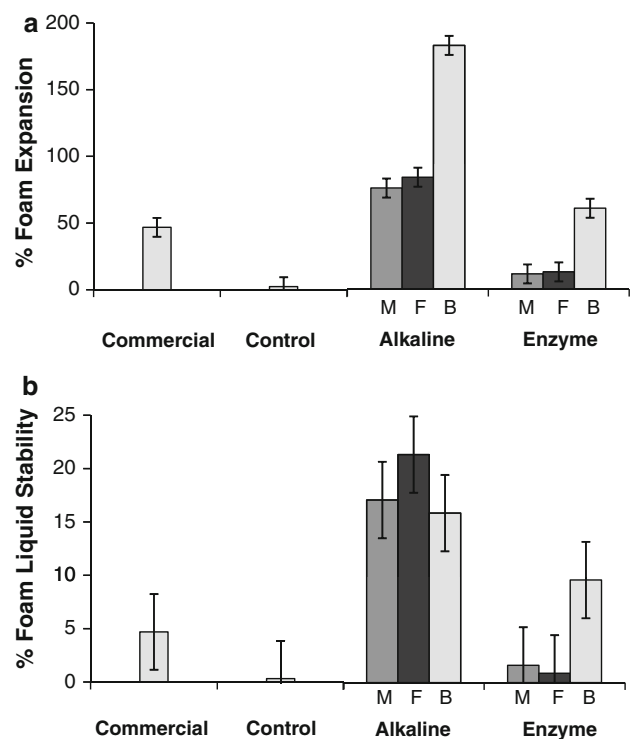 a
% Foam Expansion
200
150
100
50
0
M F B M F B
Commercial Control Alkaline Enzyme
b
% Foam Liquid Stability
25
20
15
10
5
0
M F B M F B
Commercial Control Alkaline Enzyme